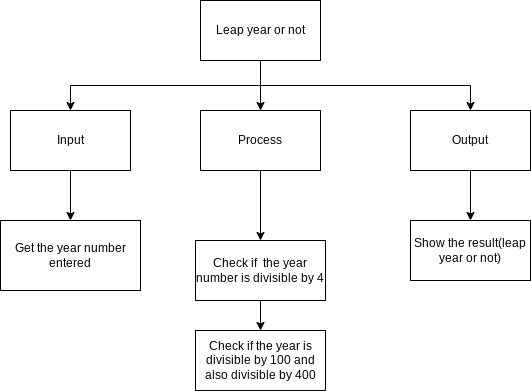 Leap year or not
Input
Process
Output
Get the year number
entered
Check if  the year
number is divisible by 4
Show the result(leap
year or not)
Check if the year is
divisible by 100 and
also divisible by 400